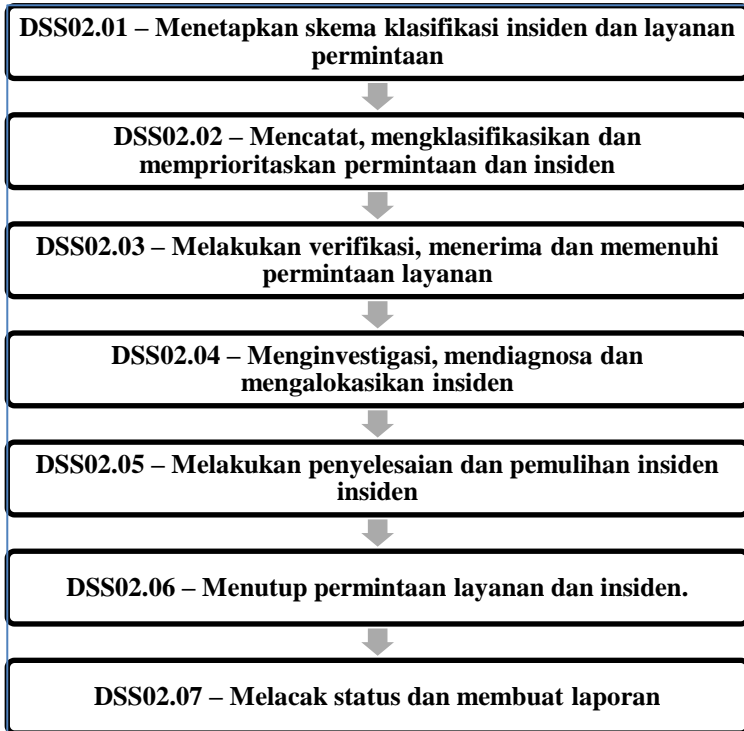 DSS02.01 – Menetapkan skema klasifikasi insiden dan layanan
permintaan
DSS02.02 – Mencatat, mengklasifikasikan dan
memprioritaskan permintaan dan insiden
DSS02.03 – Melakukan verifikasi, menerima dan memenuhi
permintaan layanan
DSS02.04 – Menginvestigasi, mendiagnosa dan
mengalokasikan insiden
DSS02.05 – Melakukan penyelesaian dan pemulihan insiden
insiden
DSS02.06 – Menutup permintaan layanan dan insiden.
DSS02.07 – Melacak status dan membuat laporan